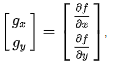 [g_x g_y] = [∂f/∂x ∂f/∂y],